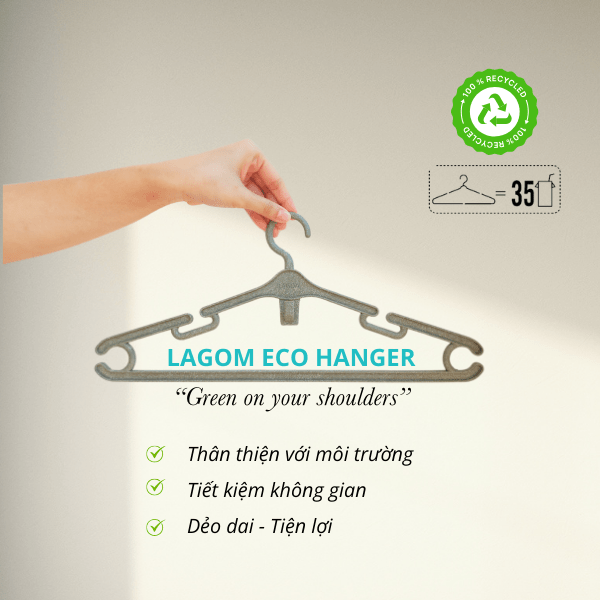 100 % RECYCLED
100% RECYCLED
= 35
LAGOM ECO HANGER
“Green on your shoulders”
Thân thiện với môi trường
Tiết kiệm không gian
Dẻo dai - Tiện lợi